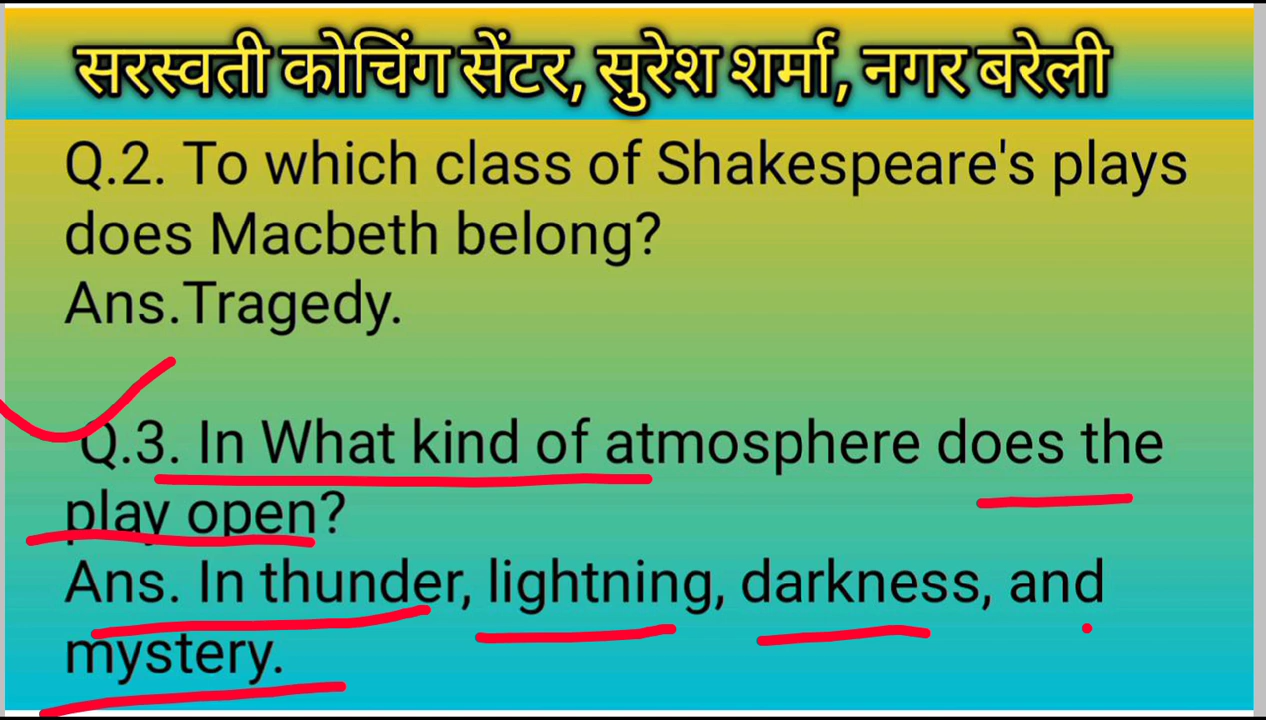 सरस्वती कोचिंग सेंटर, सुरेश शर्मा, नगर बरेली
Q.2. To which class of Shakespeare's plays
does Macbeth belong?
Ans.Tragedy.
Q.3. In What kind of atmosphere does the
play open?
Ans. In thunder, lightning, darkness, and
mystery.